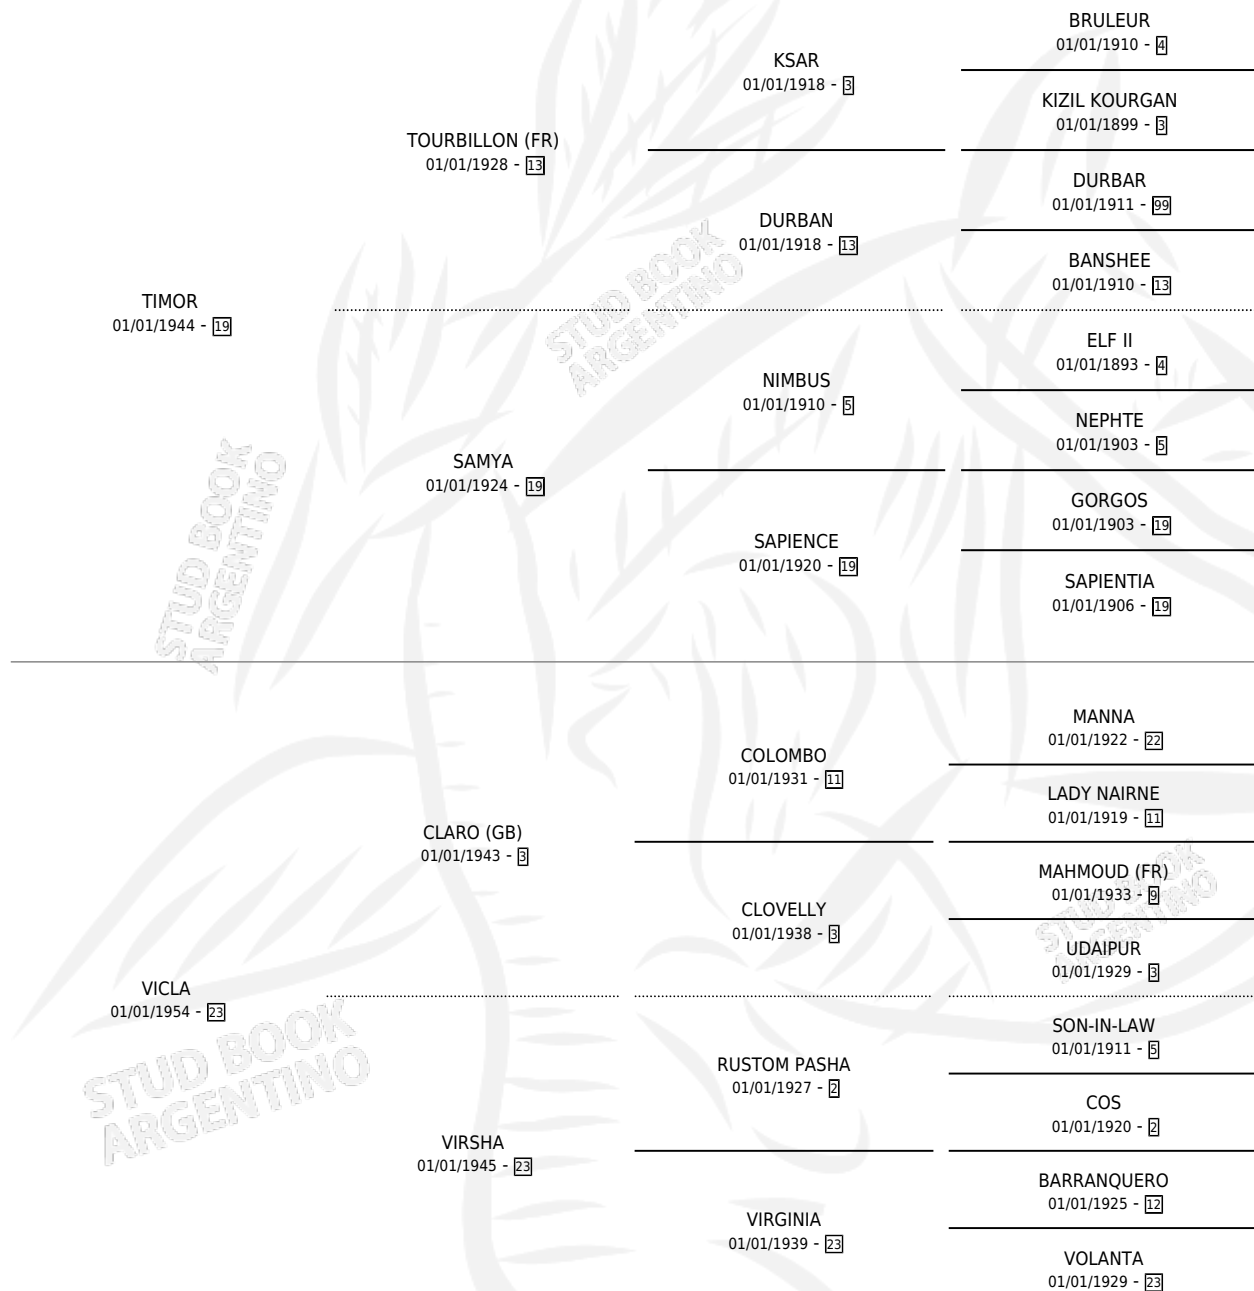 BRULEUR
01/01/1910 - 4
KSAR
01/01/1918 - 3
KIZIL KOURGAN
01/01/1899 - 3
TOURBILLON (FR)
01/01/1928 - 13
DURBAR
01/01/1911 - 99
DURBAN
01/01/1918 - 13
BANSHEE
01/01/1910 - 13
TIMOR
01/01/1944 - 19
STUD BOOK
ARGENTINO
ELF II
01/01/1893 - 4
NIMBUS
01/01/1910 - 5
NEPHTE
01/01/1903 - 5
SAMYA
01/01/1924 - 19
GORGOS
01/01/1903 - 19
SAPIENCE
01/01/1920 - 19
SAPIENTIA
01/01/1906 - 19
STUD BOOK
ARGENTINO
MANNA
01/01/1922 - 22
COLOMBO
01/01/1931 - 11
LADY NAIRNE
01/01/1919 - 11
CLARO (GB)
01/01/1943 - 3
MAHMOUD (FR)
01/01/1933 - 9
CLOVELLY
01/01/1938 - 3
STUD BOOK
ARGENTINO
UDAIPUR
01/01/1929 - 3
VICLA
01/01/1954 - 23
SON-IN-LAW
01/01/1911 - 5
RUSTOM PASHA
01/01/1927 - 2
COS
01/01/1920 - 2
STUD BOOK
ARGENTINO
VIRSHA
01/01/1945 - 23
BARRANQUERO
01/01/1925 - 12
VIRGINIA
01/01/1939 - 23
VOLANTA
01/01/1929 - 23